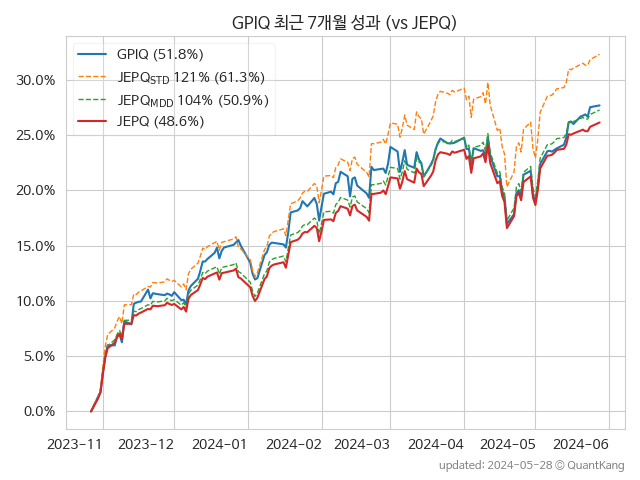 GPIQ 최근 7개월 성과 (vs JEPQ)
GPIQ (51.8%)
JEPQ_STD 121% (61.3%)
JEPQ_MDD 104% (50.9%)
JEPQ (48.6%)
30.0%
25.0%
20.0%
15.0%
10.0%
5.0%
0.0%
2023-11 2023-12 2024-01 2024-02 2024-03 2024-04 2024-05 2024-06
updated: 2024-05-28 © QuantKang